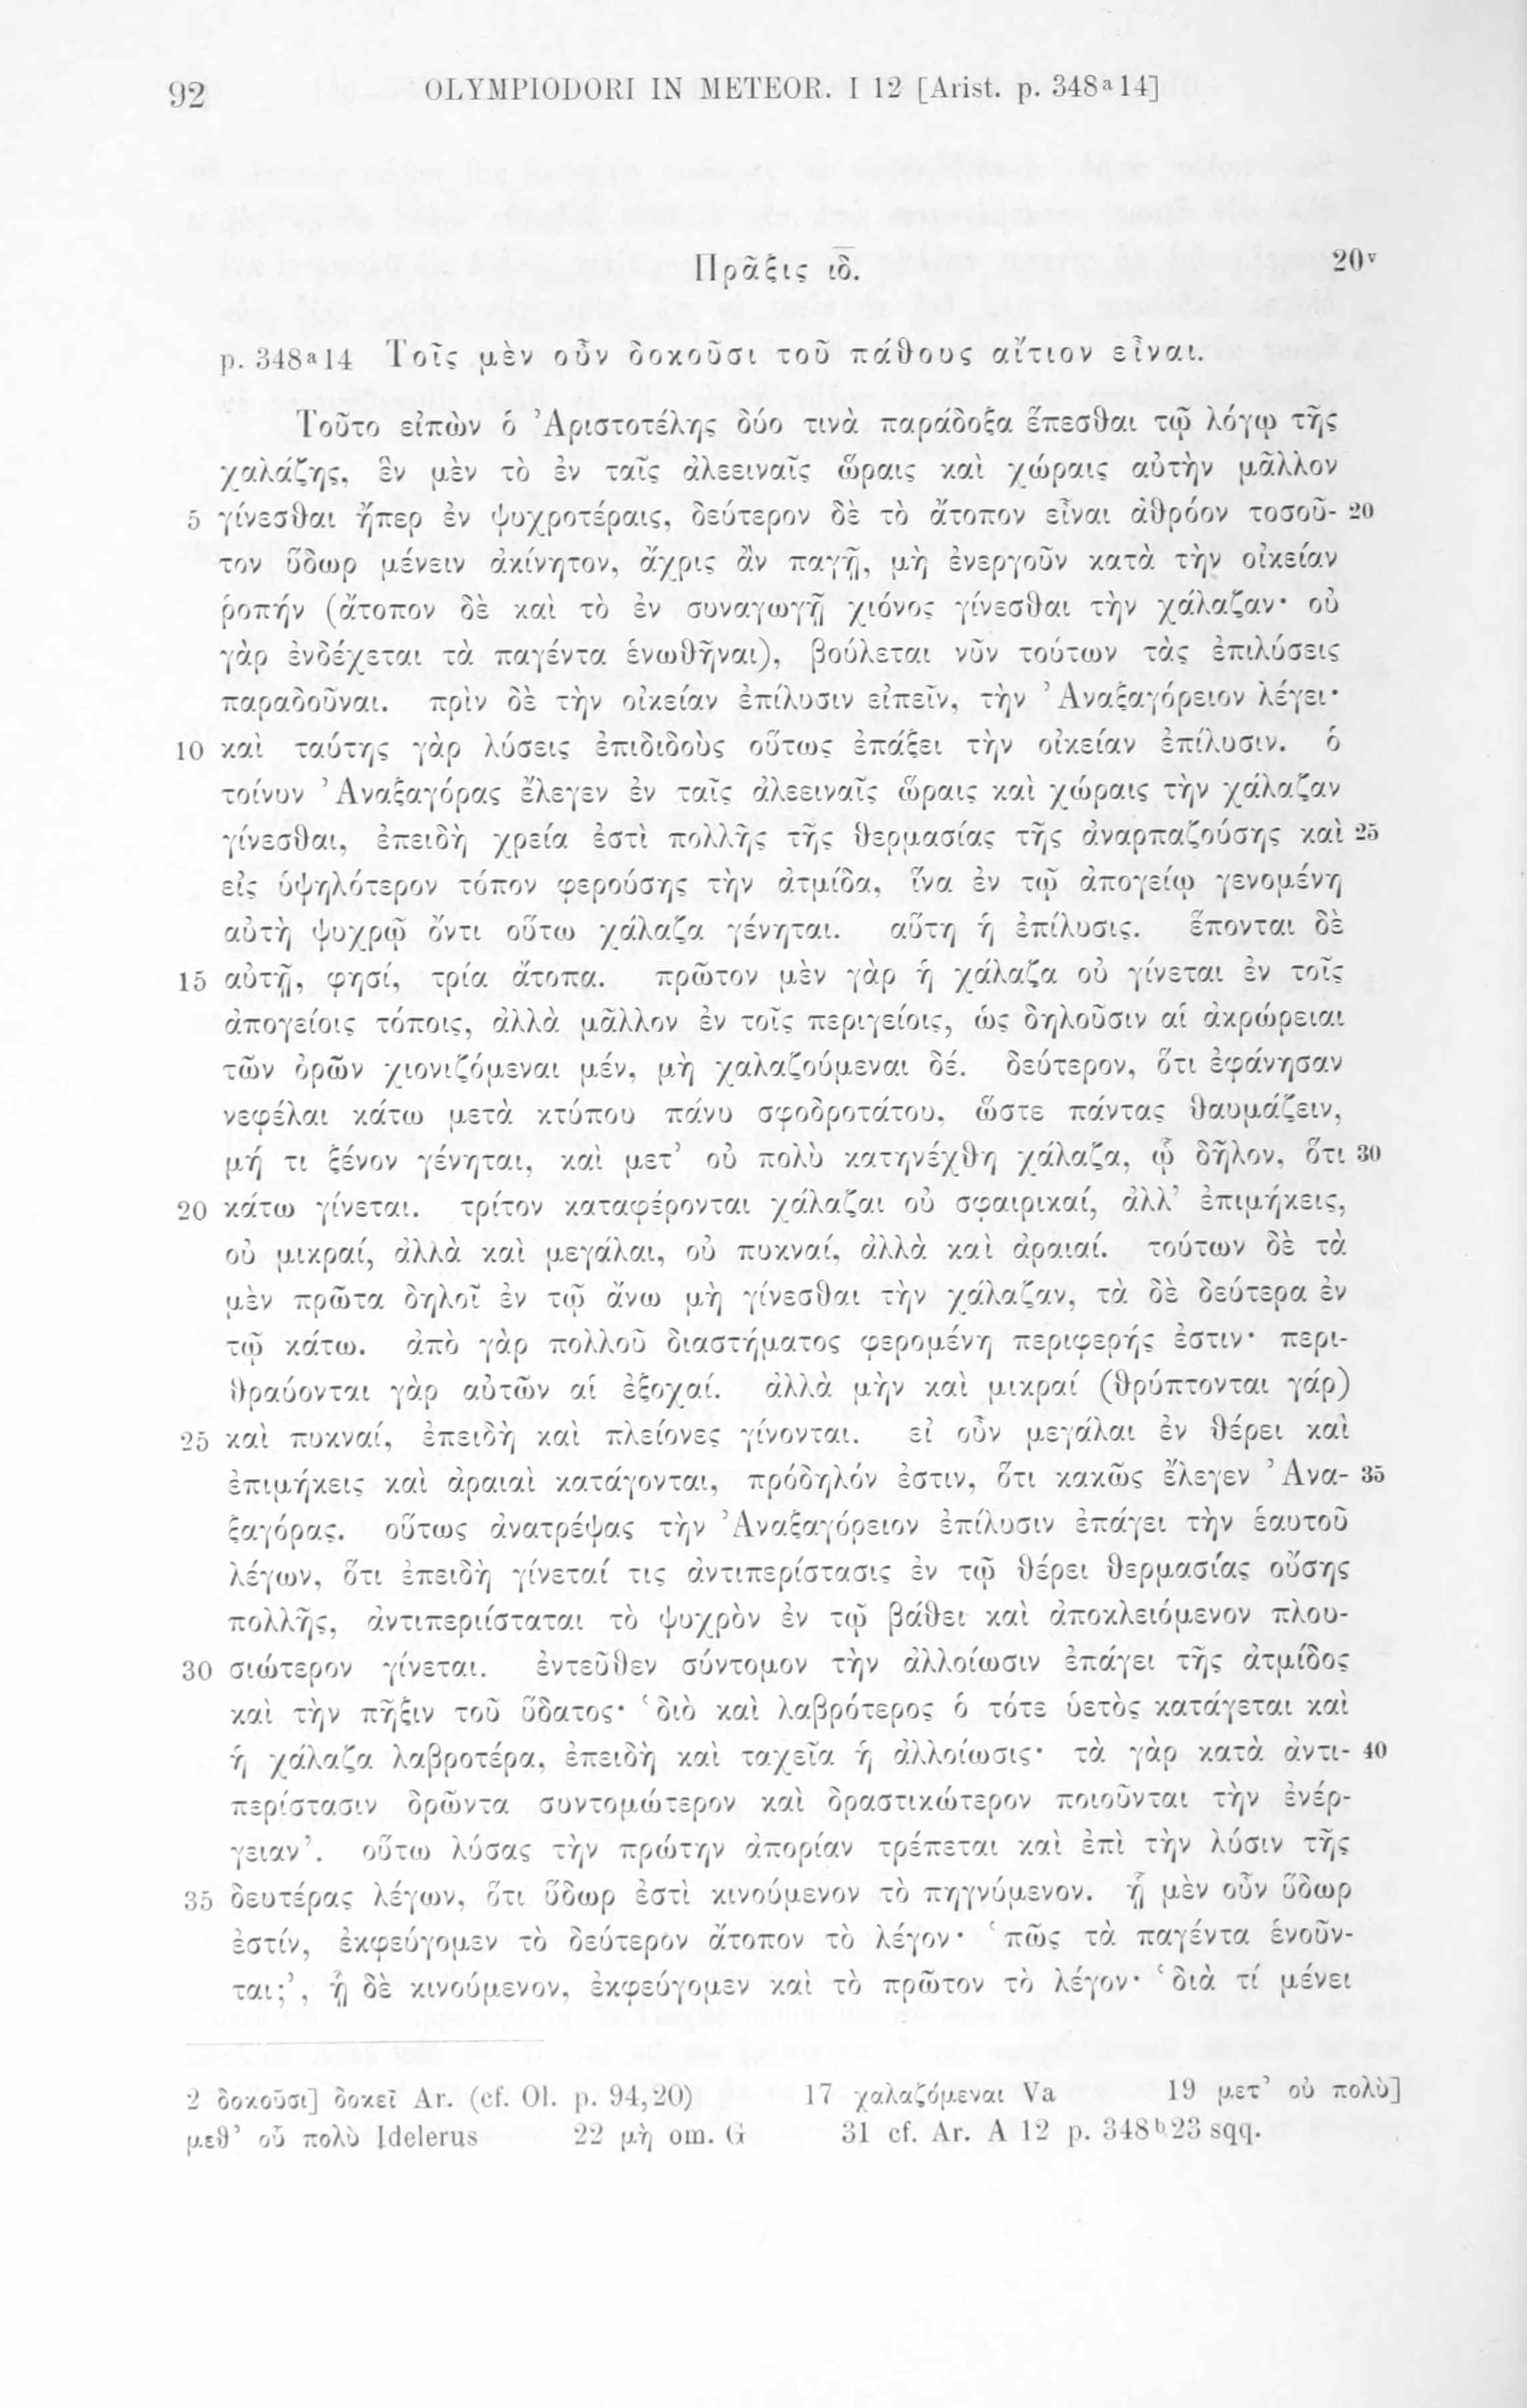 92 OLYMPIODORI IN METEOR. I 12 [Arist. p. 348ª14]
Πρᾶξις ιδ̅. 20ᵛ
p. 348ª14 Τοῖς μὲν οὖν δοκοῦσι τοῦ πάθους αἴτιον εἶναι.
Τοῦτο εἰπὼν ὁ Ἀριστοτέλης δύο τινὰ παράδοξα ἕπεσθαι τῷ λόγῳ τῆς
χαλάζης, ἓν μὲν τὸ ἐν ταῖς ἀλεειναῖς ὥραις καὶ χώραις αὐτὴν μᾶλλον
5 γίνεσθαι ἤπερ ἐν ψυχροτέραις, δεύτερον δὲ τὸ ἄτοπον εἶναι ἀθρόον τοσοῦ- 20
τον ὕδωρ μένειν ἀκίνητον, ἄχρις ἂν παγῇ, μὴ ἐνεργοῦν κατὰ τὴν οἰκείαν
ῥοπήν (ἄτοπον δὲ καὶ τὸ ἐν συναγωγῇ χιόνος γίνεσθαι τὴν χάλαζαν· οὐ
γὰρ ἐνδέχεται τὰ παγέντα ἑνωθῆναι), βούλεται νῦν τούτων τὰς ἐπιλύσεις
παραδοῦναι. πρὶν δὲ τὴν οἰκείαν ἐπίλυσιν εἰπεῖν, τὴν Ἀναξαγόρειον λέγει·
10 καὶ ταύτης γὰρ λύσεις ἐπιδιδοὺς οὕτως ἐπάξει τὴν οἰκείαν ἐπίλυσιν. ὁ
τοίνυν Ἀναξαγόρας ἔλεγεν ἐν ταῖς ἀλεειναῖς ὥραις καὶ χώραις τὴν χάλαζαν
γίνεσθαι, ἐπειδὴ χρεία ἐστὶ πολλῆς τῆς θερμασίας τῆς ἀναρπαζούσης καὶ 25
εἰς ὑψηλότερον τόπον φερούσης τὴν ἀτμίδα, ἵνα ἐν τῷ ἀπογείῳ γενομένη
αὐτὴ ψυχρῷ ὄντι οὕτω χάλαζα γένηται. αὕτη ἡ ἐπίλυσις. ἕπονται δὲ
15 αὐτῇ, φησί, τρία ἄτοπα. πρῶτον μὲν γὰρ ἡ χάλαζα οὐ γίνεται ἐν τοῖς
ἀπογείοις τόποις, ἀλλὰ μᾶλλον ἐν τοῖς περιγείοις, ὡς δηλοῦσιν αἱ ἀκρώρειαι
τῶν ὀρῶν χιονιζόμεναι μέν, μὴ χαλαζούμεναι δέ. δεύτερον, ὅτι ἐφάνησαν
νεφέλαι κάτω μετὰ κτύπου πάνυ σφοδροτάτου, ὥστε πάντας θαυμάζειν,
μή τι ξένον γένηται, καὶ μετ’ οὐ πολὺ κατηνέχθη χάλαζα, ᾧ δῆλον, ὅτι 30
20 κάτω γίνεται. τρίτον καταφέρονται χάλαζαι οὐ σφαιρικαί, ἀλλ’ ἐπιμήκεις,
οὐ μικραί, ἀλλὰ καὶ μεγάλαι, οὐ πυκναί, ἀλλὰ καὶ ἀραιαί. τούτων δὲ τὰ
μὲν πρῶτα δηλοῖ ἐν τῷ ἄνω μὴ γίνεσθαι τὴν χάλαζαν, τὰ δὲ δεύτερα ἐν
τῷ κάτω. ἀπὸ γὰρ πολλοῦ διαστήματος φερομένη περιφερής ἐστιν· περι-
θραύονται γὰρ αὐτῶν αἱ ἐξοχαί. ἀλλὰ μὴν καὶ μικραί (θρύπτονται γάρ)
25 καὶ πυκναί, ἐπειδὴ καὶ πλείονες γίνονται. εἰ οὖν μεγάλαι ἐν θέρει καὶ
ἐπιμήκεις καὶ ἀραιαὶ κατάγονται, πρόδηλόν ἐστιν, ὅτι κακῶς ἔλεγεν Ἀνα- 35
ξαγόρας. οὕτως ἀνατρέψας τὴν Ἀναξαγόρειον ἐπίλυσιν ἐπάγει τὴν ἑαυτοῦ
λέγων, ὅτι ἐπειδὴ γίνεταί τις ἀντιπερίστασις ἐν τῷ θέρει θερμασίας οὔσης
πολλῆς, ἀντιπεριίσταται τὸ ψυχρὸν ἐν τῷ βάθει καὶ ἀποκλειόμενον πλου-
30 σιώτερον γίνεται. ἐντεῦθεν σύντομον τὴν ἀλλοίωσιν ἐπάγει τῆς ἀτμίδος
καὶ τὴν πῆξιν τοῦ ὕδατος· ‘διὸ καὶ λαβρότερος ὁ τότε ὑετὸς κατάγεται καὶ
ἡ χάλαζα λαβροτέρα, ἐπειδὴ καὶ ταχεῖα ἡ ἀλλοίωσις· τὰ γὰρ κατὰ ἀντι- 40
περίστασιν δρῶντα συντομώτερον καὶ δραστικώτερον ποιοῦνται τὴν ἐνέρ-
γειαν’. οὕτω λύσας τὴν πρώτην ἀπορίαν τρέπεται καὶ ἐπὶ τὴν λύσιν τῆς
35 δευτέρας λέγων, ὅτι ὕδωρ ἐστὶ κινούμενον τὸ πηγνύμενον. ᾗ μὲν οὖν ὕδωρ
ἐστίν, ἐκφεύγομεν τὸ δεύτερον ἄτοπον τὸ λέγον· ‘πῶς τὰ παγέντα ἑνοῦν-
ται;’, ᾗ δὲ κινούμενον, ἐκφεύγομεν καὶ τὸ πρῶτον τὸ λέγον· ‘διὰ τί μένει
2 δοκοῦσι] δοκεῖ Ar. (cf. Ol. p. 94,20) 17 χαλαζόμεναι Va 19 μετ’ οὐ πολὺ]
μεθ’ οὗ πολὺ Idelerus 22 μὴ om. G 31 cf. Ar. A 12 p. 348ᵇ23 sqq.